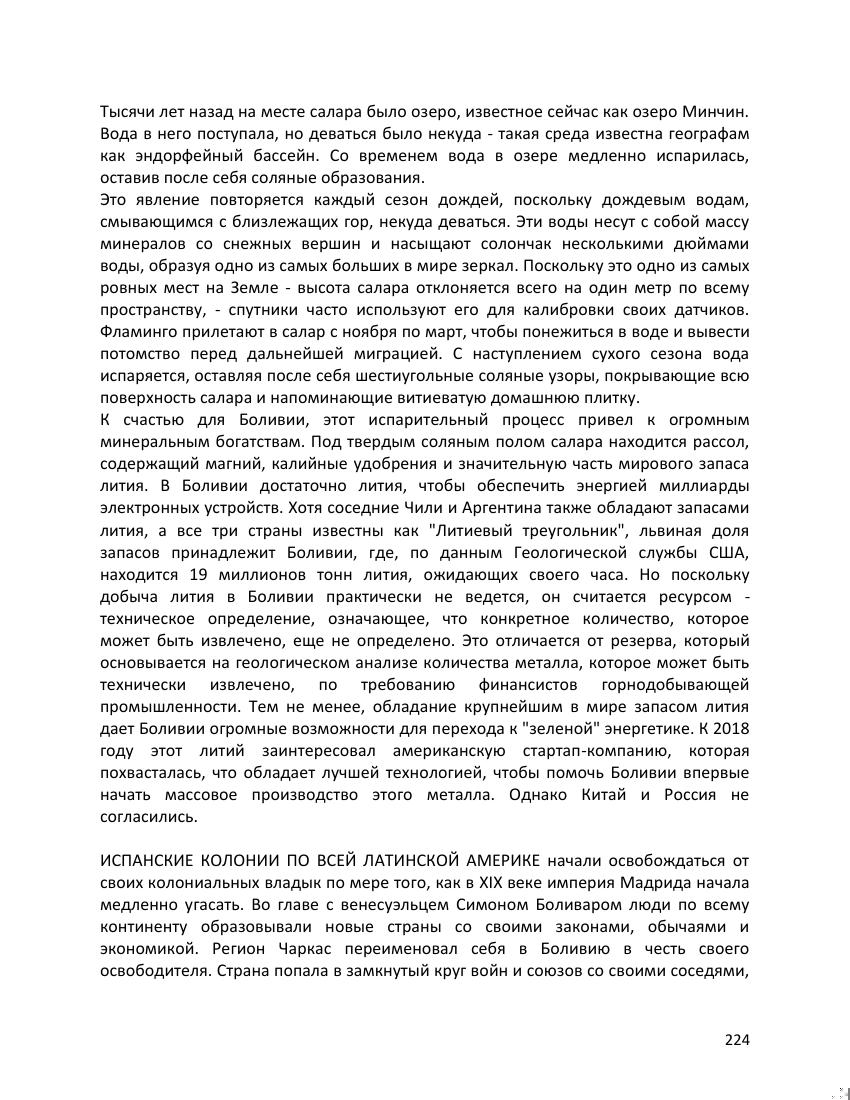 Тысячи лет назад на месте салара было озеро, известное сейчас как озеро Минчин.
Вода в него поступала, но деваться было некуда - такая среда известна географам
как эндорфейный бассейн. Со временем вода в озере медленно испарилась,
оставив после себя соляные образования.
Это явление повторяется каждый сезон дождей, поскольку дождевым водам,
смывающимся с близлежащих гор, некуда деваться. Эти воды несут с собой массу
минералов со снежных вершин и насыщают солончак несколькими дюймами
воды, образуя одно из самых больших в мире зеркал. Поскольку это одно из самых
ровных мест на Земле - высота салара отклоняется всего на один метр по всему
пространству, - спутники часто используют его для калибровки своих датчиков.
Фламинго прилетают в салар с ноября по март, чтобы понежиться в воде и вывести
потомство перед дальнейшей миграцией. С наступлением сухого сезона вода
испаряется, оставляя после себя шестиугольные соляные узоры, покрывающие всю
поверхность салара и напоминающие витиеватую домашнюю плитку.
К счастью для Боливии, этот испарительный процесс привел к огромным
минеральным богатствам. Под твердым соляным полом салара находится рассол,
содержащий магний, калийные удобрения и значительную часть мирового запаса
лития. В Боливии достаточно лития, чтобы обеспечить энергией миллиарды
электронных устройств. Хотя соседние Чили и Аргентина также обладают запасами
лития, а все три страны известны как "Литиевый треугольник", львиная доля
запасов принадлежит Боливии, где, по данным Геологической службы США,
находится 19 миллионов тонн лития, ожидающих своего часа. Но поскольку
добыча лития в Боливии практически не ведется, он считается ресурсом -
техническое определение, означающее, что конкретное количество, которое
может быть извлечено, еще не определено. Это отличается от резерва, который
основывается на геологическом анализе количества металла, которое может быть
технически извлечено, по требованию финансистов горнодобывающей
промышленности. Тем не менее, обладание крупнейшим в мире запасом лития
дает Боливии огромные возможности для перехода к "зеленой" энергетике. К 2018
году этот литий заинтересовал американскую стартап-компанию, которая
похвасталась, что обладает лучшей технологией, чтобы помочь Боливии впервые
начать массовое производство этого металла. Однако Китай и Россия не
согласились.
ИСПАНСКИЕ КОЛОНИИ ПО ВСЕЙ ЛАТИНСКОЙ АМЕРИКЕ начали освобождаться от
своих колониальных владык по мере того, как в XIX веке империя Мадрида начала
медленно угасать. Во главе с венесуэльцем Симоном Боливаром люди по всему
континенту образовывали новые страны со своими законами, обычаями и
экономикой. Регион Чаркас переименовал себя в Боливию в честь своего
освободителя. Страна попала в замкнутый круг войн и союзов со своими соседями,
224